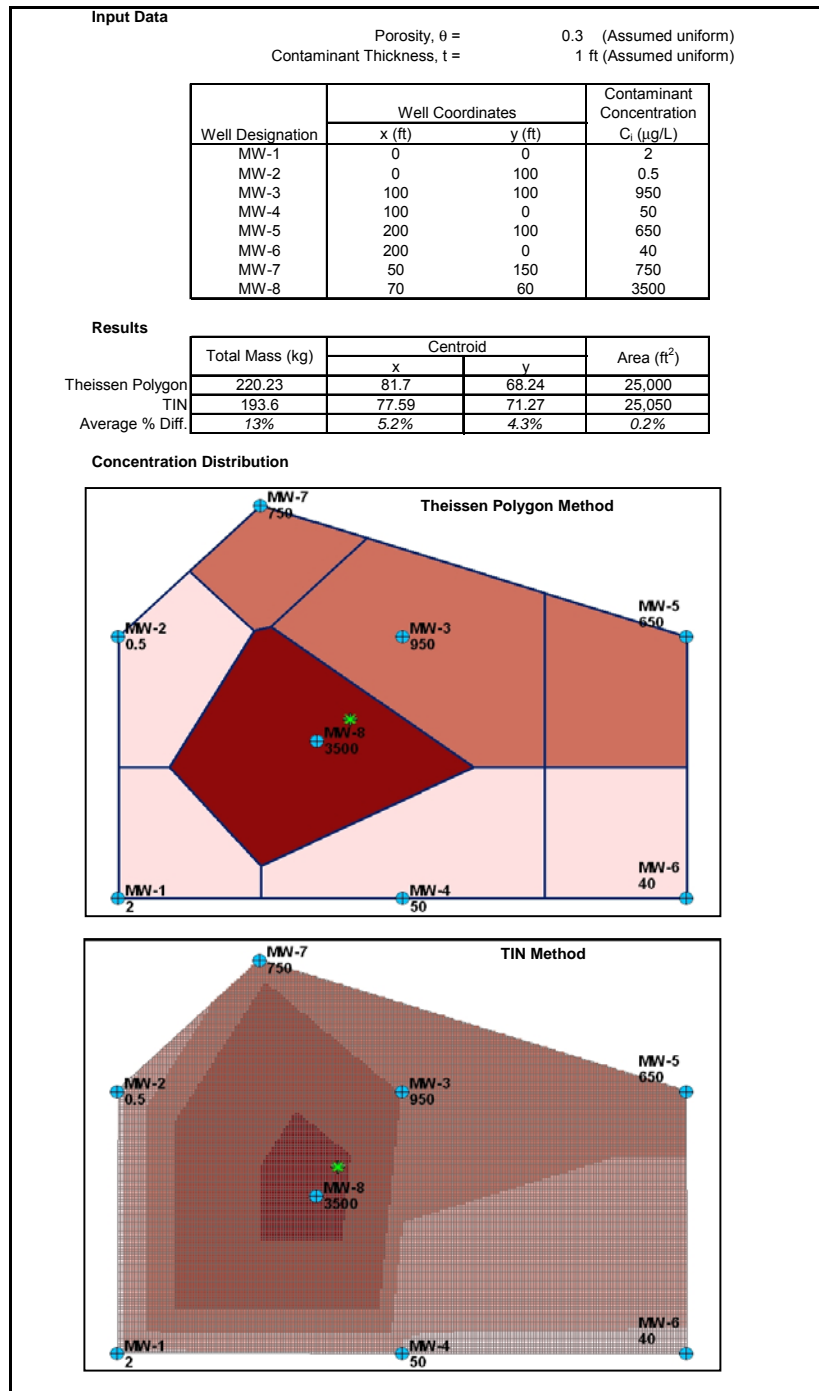 Input Data
Porosity, θ = 0.3 (Assumed uniform)
Contaminant Thickness, t = 1 ft (Assumed uniform)
Well Designation Well Coordinates Contaminant Concentration
x (ft) y (ft) Cᵢ (µg/L)
MW-1 0 0 2
MW-2 0 100 0.5
MW-3 100 100 950
MW-4 100 0 50
MW-5 200 100 650
MW-6 200 0 40
MW-7 50 150 750
MW-8 70 60 3500
Results
Total Mass (kg) Centroid Area (ft²)
x y
Theissen Polygon 220.23 81.7 68.24 25,000
TIN 193.6 77.59 71.27 25,050
Average % Diff. 13% 5.2% 4.3% 0.2%
Concentration Distribution
Theissen Polygon Method
MW-7
750
MW-5
650
MW-2
0.5
MW-3
950
MW-8
3500
MW-1
2
MW-4
50
MW-6
40
TIN Method
MW-7
750
MW-5
650
MW-2
0.5
MW-3
950
MW-8
3500
MW-1
2
MW-4
50
MW-6
40